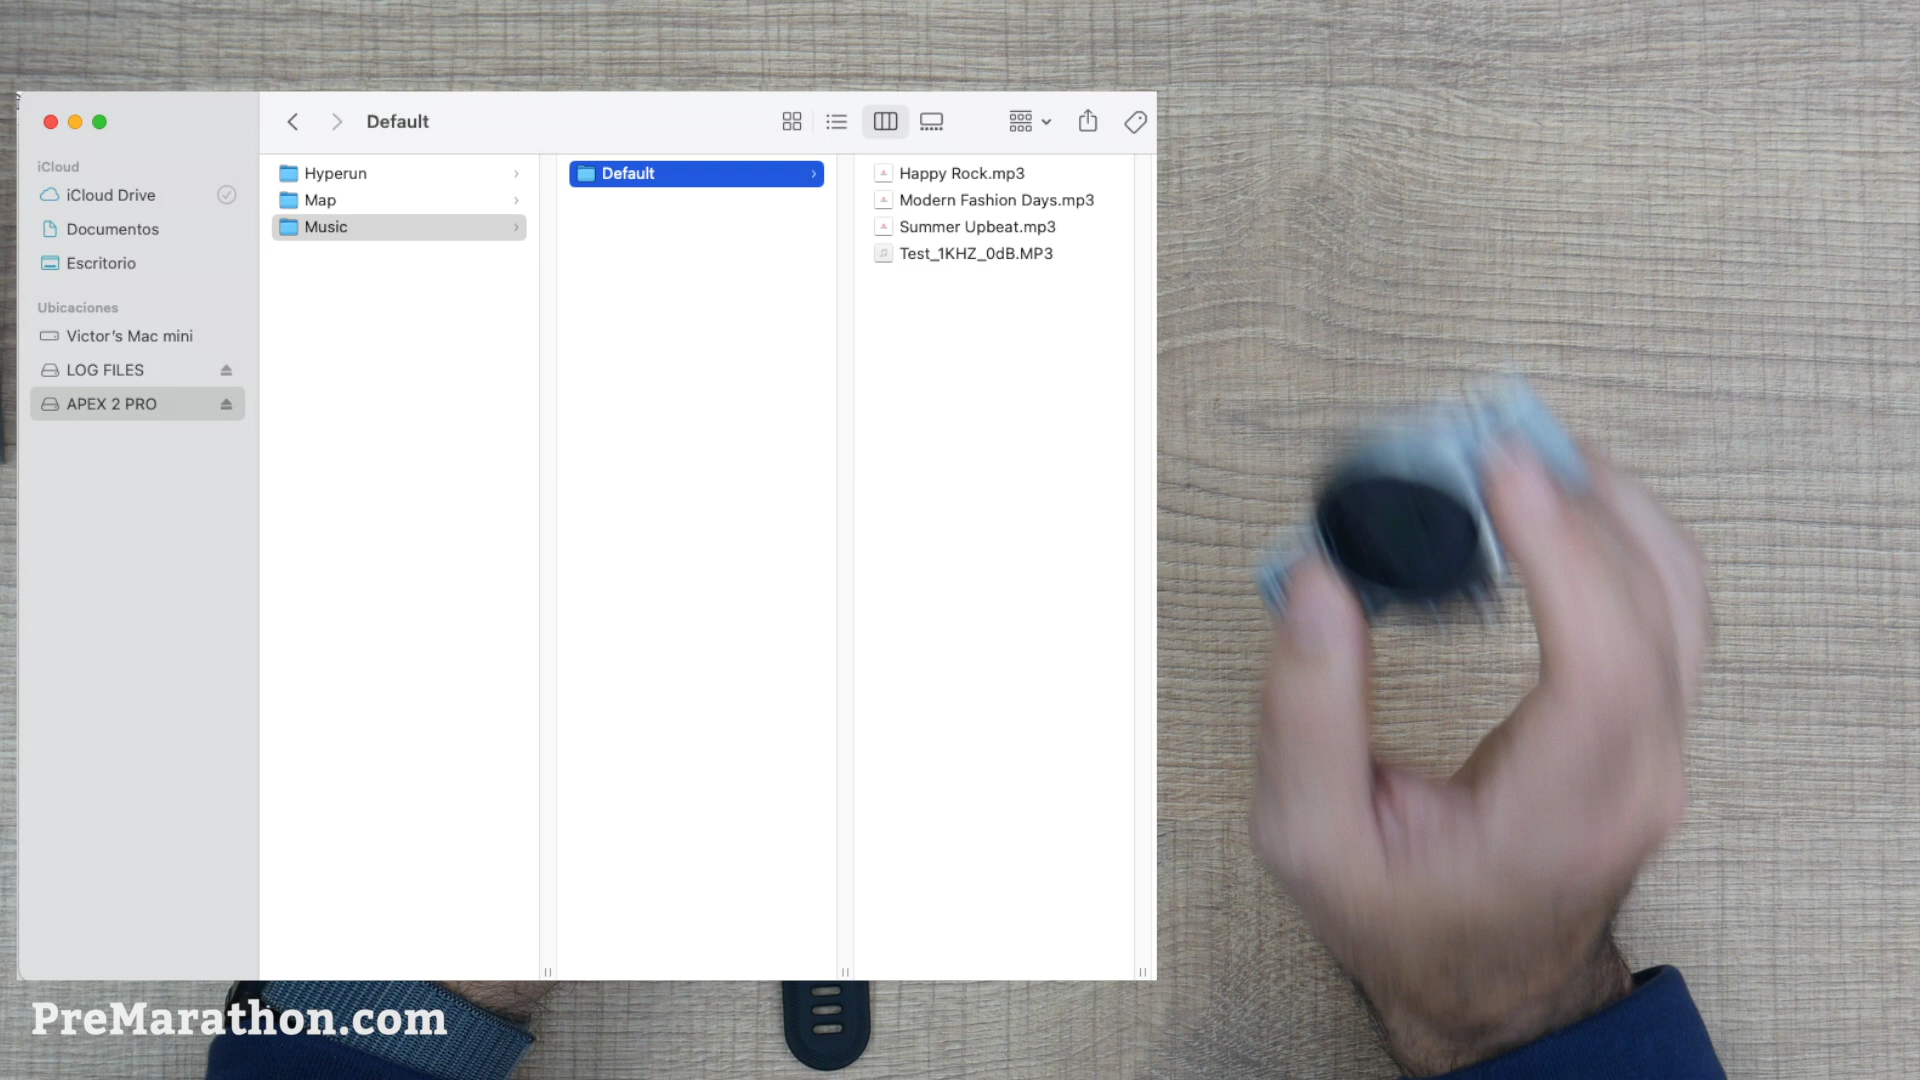 Default
iCloud
iCloud Drive
Documentos
Escritorio
Ubicaciones
Victor's Mac mini
LOG FILES
APEX 2 PRO
Hyperun
Map
Music
Default
Happy Rock.mp3
Modern Fashion Days.mp3
Summer Upbeat.mp3
Test_1KHZ_0dB.MP3
PreMarathon.com